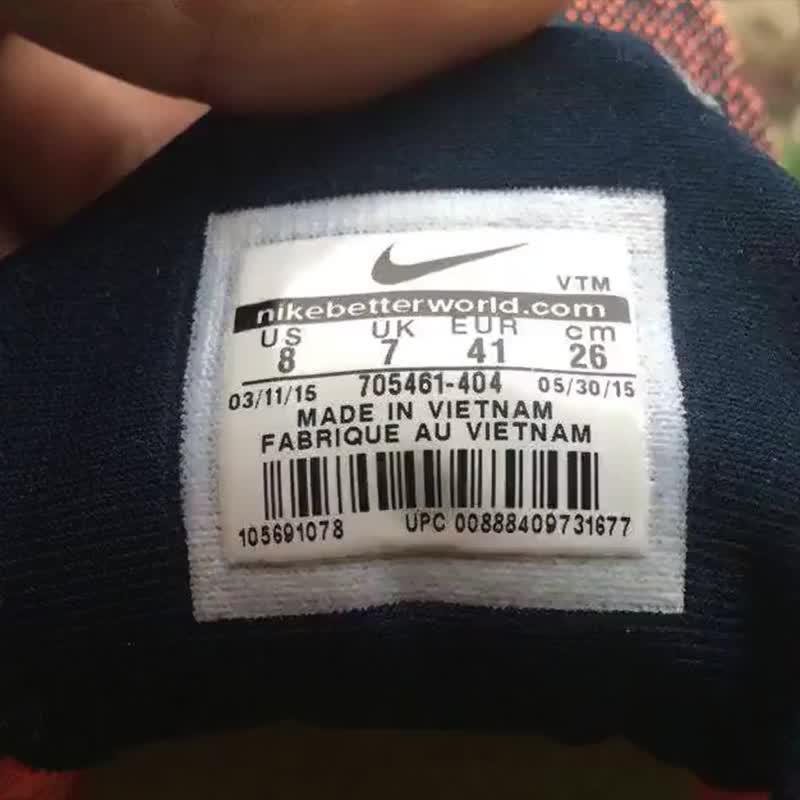 VTM
nikebetterworld.com
US UK EUR cm
8 7 41 26
03/11/15 705461-404 05/30/15
MADE IN VIETNAM
FABRIQUE AU VIETNAM
105691078 UPC 00888409731677